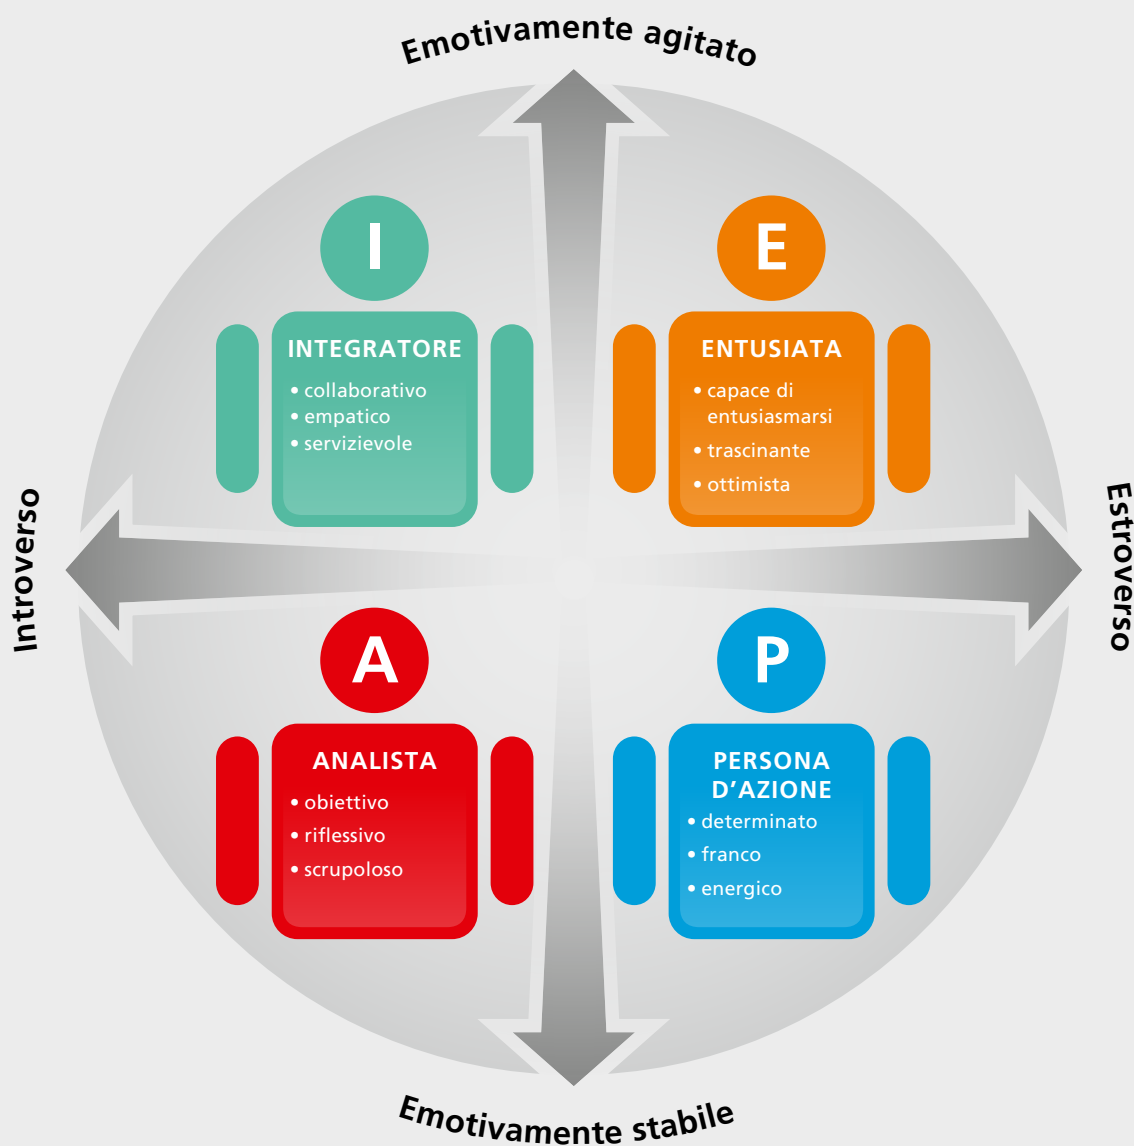 Emotivamente agitato
I
INTEGRATORE
• collaborativo
• empatico
• servizievole
E
ENTUSIATA
• capace di
entusiasmarsi
• trascinante
• ottimista
Introverso
Estroverso
A
ANALISTA
• obiettivo
• riflessivo
• scrupoloso
P
PERSONA
D’AZIONE
• determinato
• franco
• energico
Emotivamente stabile